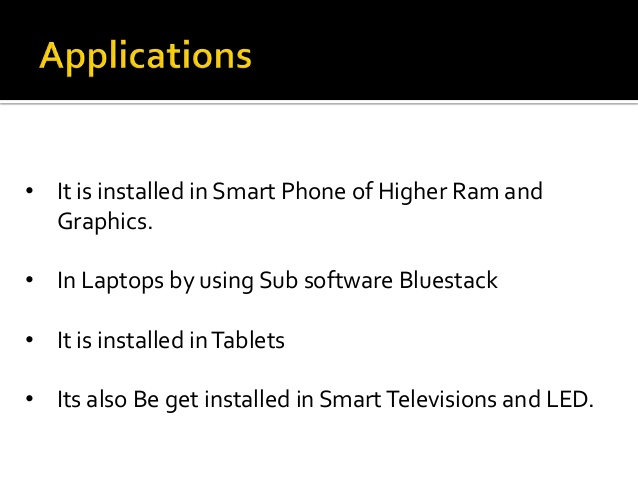 Applications
• It is installed in Smart Phone of Higher Ram and
Graphics.
• In Laptops by using Sub software Bluestack
• It is installed in Tablets
• Its also Be get installed in Smart Televisions and LED.